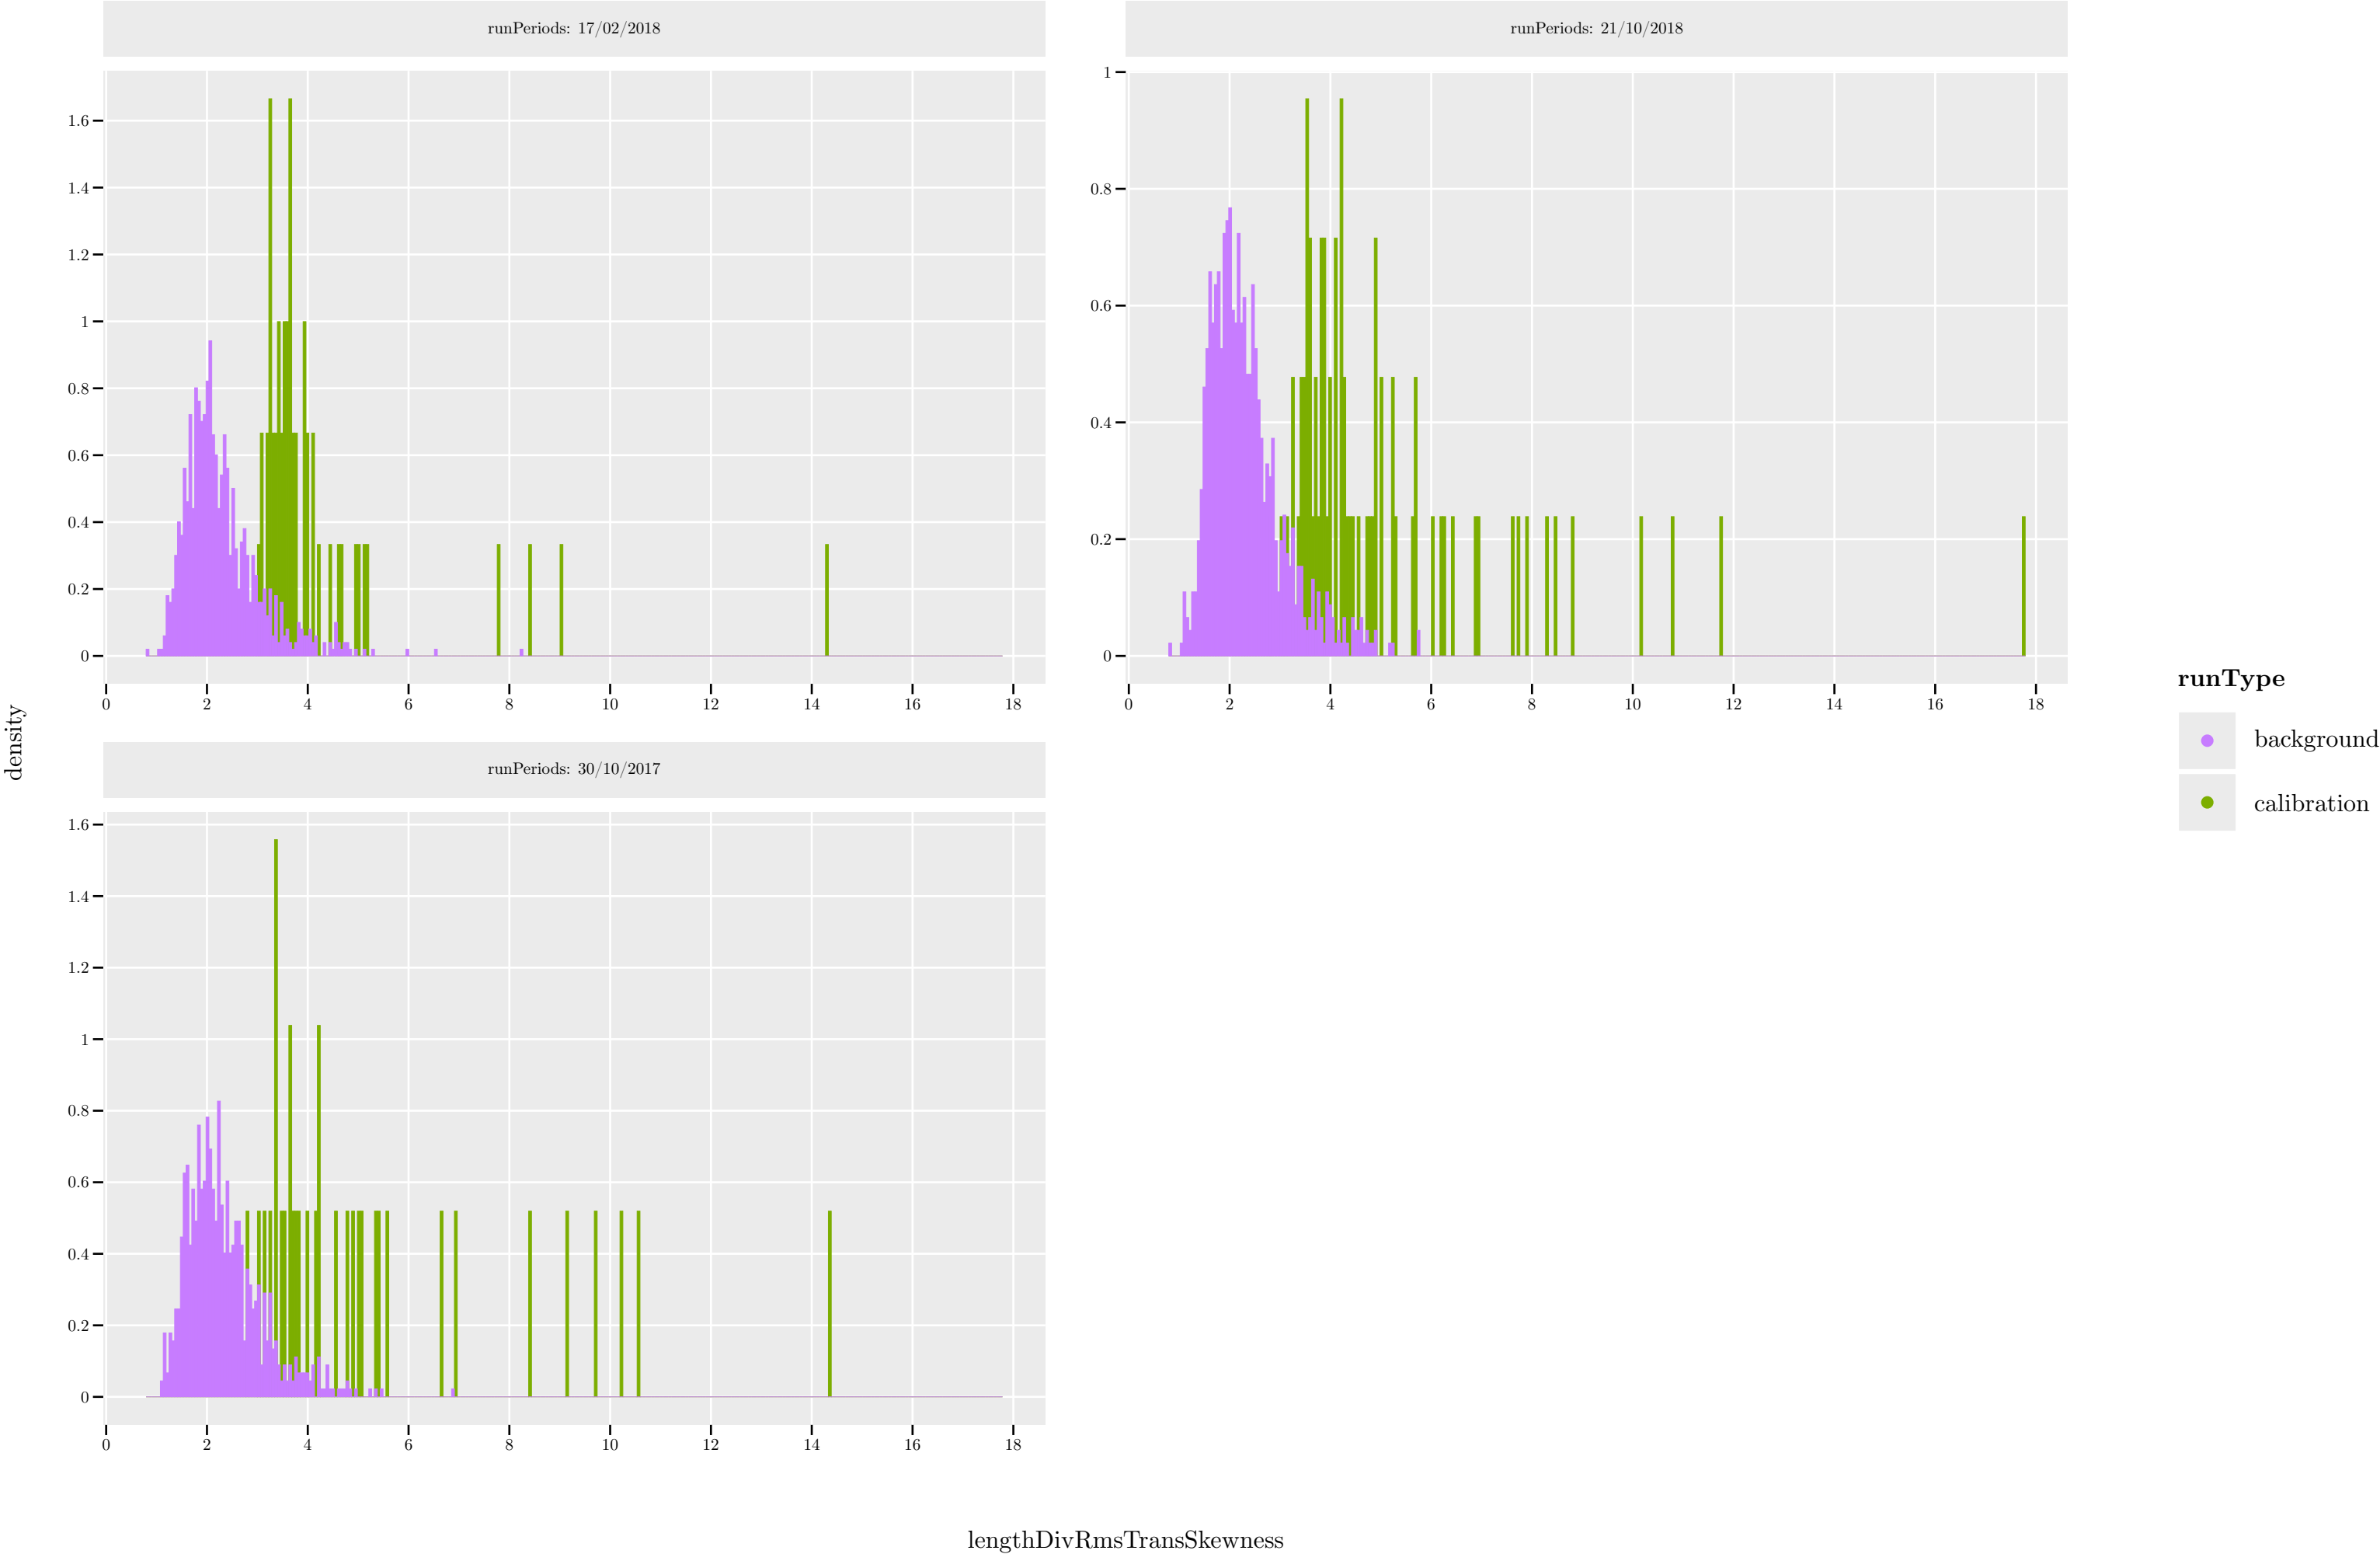 runPeriods: 17/02/2018
1.6
1.4
1.2
1
0.8
0.6
0.4
0.2
0
0 2 4 6 8 10 12 14 16 18
runPeriods: 21/10/2018
1
0.8
0.6
0.4
0.2
0
0 2 4 6 8 10 12 14 16 18
runPeriods: 30/10/2017
1.6
1.4
1.2
1
0.8
0.6
0.4
0.2
0
0 2 4 6 8 10 12 14 16 18
density
lengthDivRmsTransSkewness
runType
background
calibration